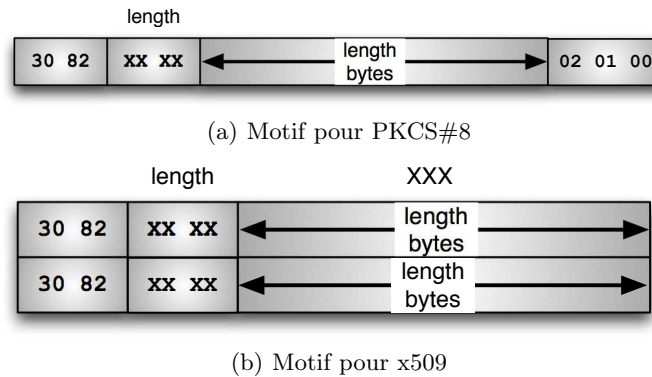 length
30 82 XX XX length bytes 02 01 00
(a) Motif pour PKCS#8
length XXX
30 82 XX XX length bytes
30 82 XX XX length bytes
(b) Motif pour x509